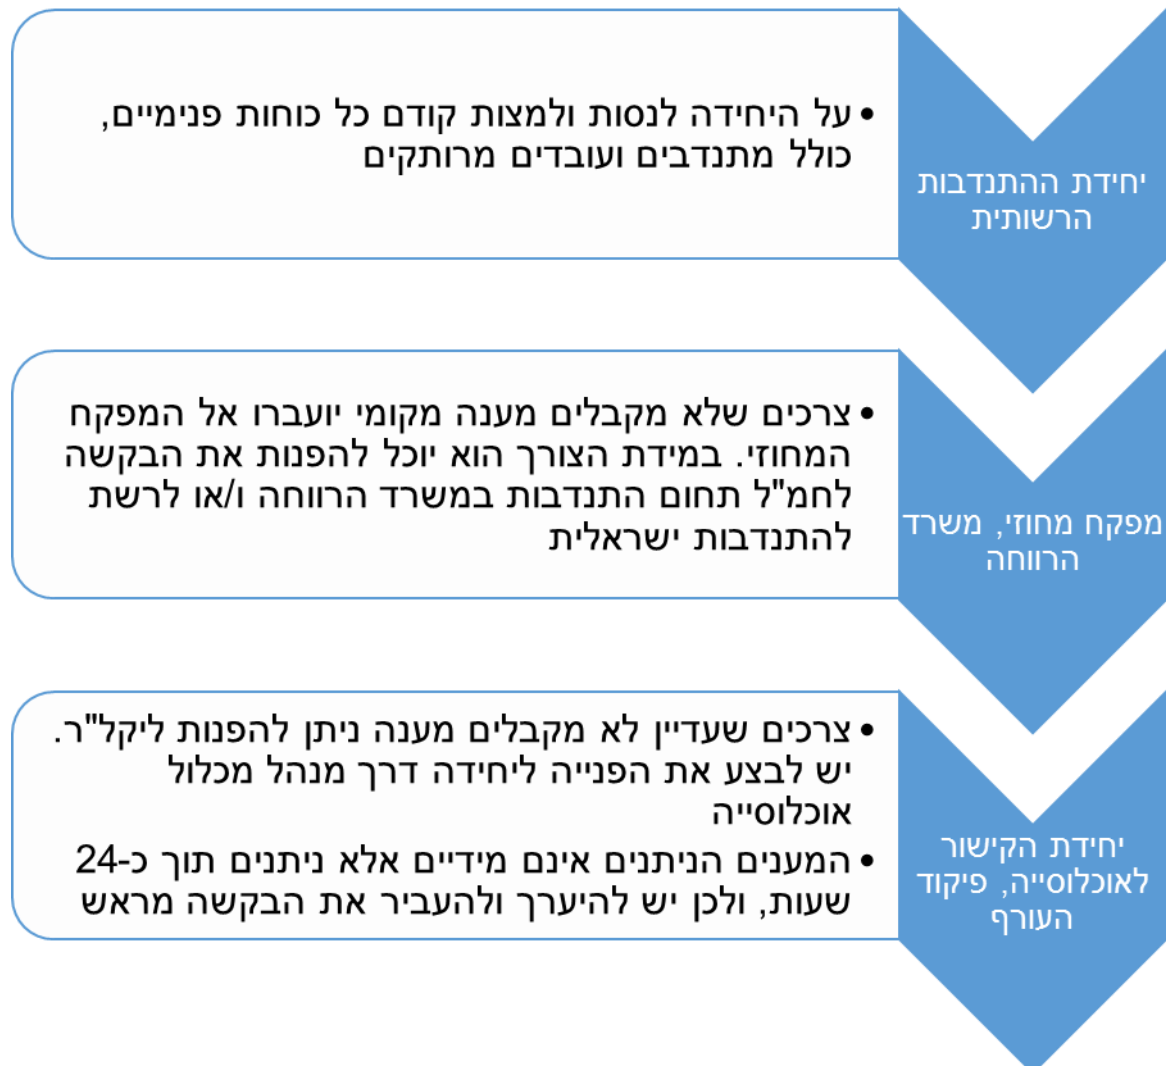 יחידת ההתנדבות
הרשותית
• על היחידה לנסות ולמצות קודם כל כוחות פנימיים,
כולל מתנדבים ועובדים מרותקים
מפקח מחוזי, משרד
הרווחה
• צרכים שלא מקבלים מענה מקומי יועברו אל המפקח
המחוזי. במידת הצורך הוא יוכל להפנות את הבקשה
לחמ"ל תחום התנדבות במשרד הרווחה ו/או לרשת
להתנדבות ישראלית
יחידת הקישור
לאוכלוסייה, פיקוד
העורף
• צרכים שעדיין לא מקבלים מענה ניתן להפנות ליקל"ר.
יש לבצע את הפנייה ליחידה דרך מנהל מכלול
אוכלוסייה
• המענים הניתנים אינם מידיים אלא ניתנים תוך כ-24
שעות, ולכן יש להיערך ולהעביר את הבקשה מראש